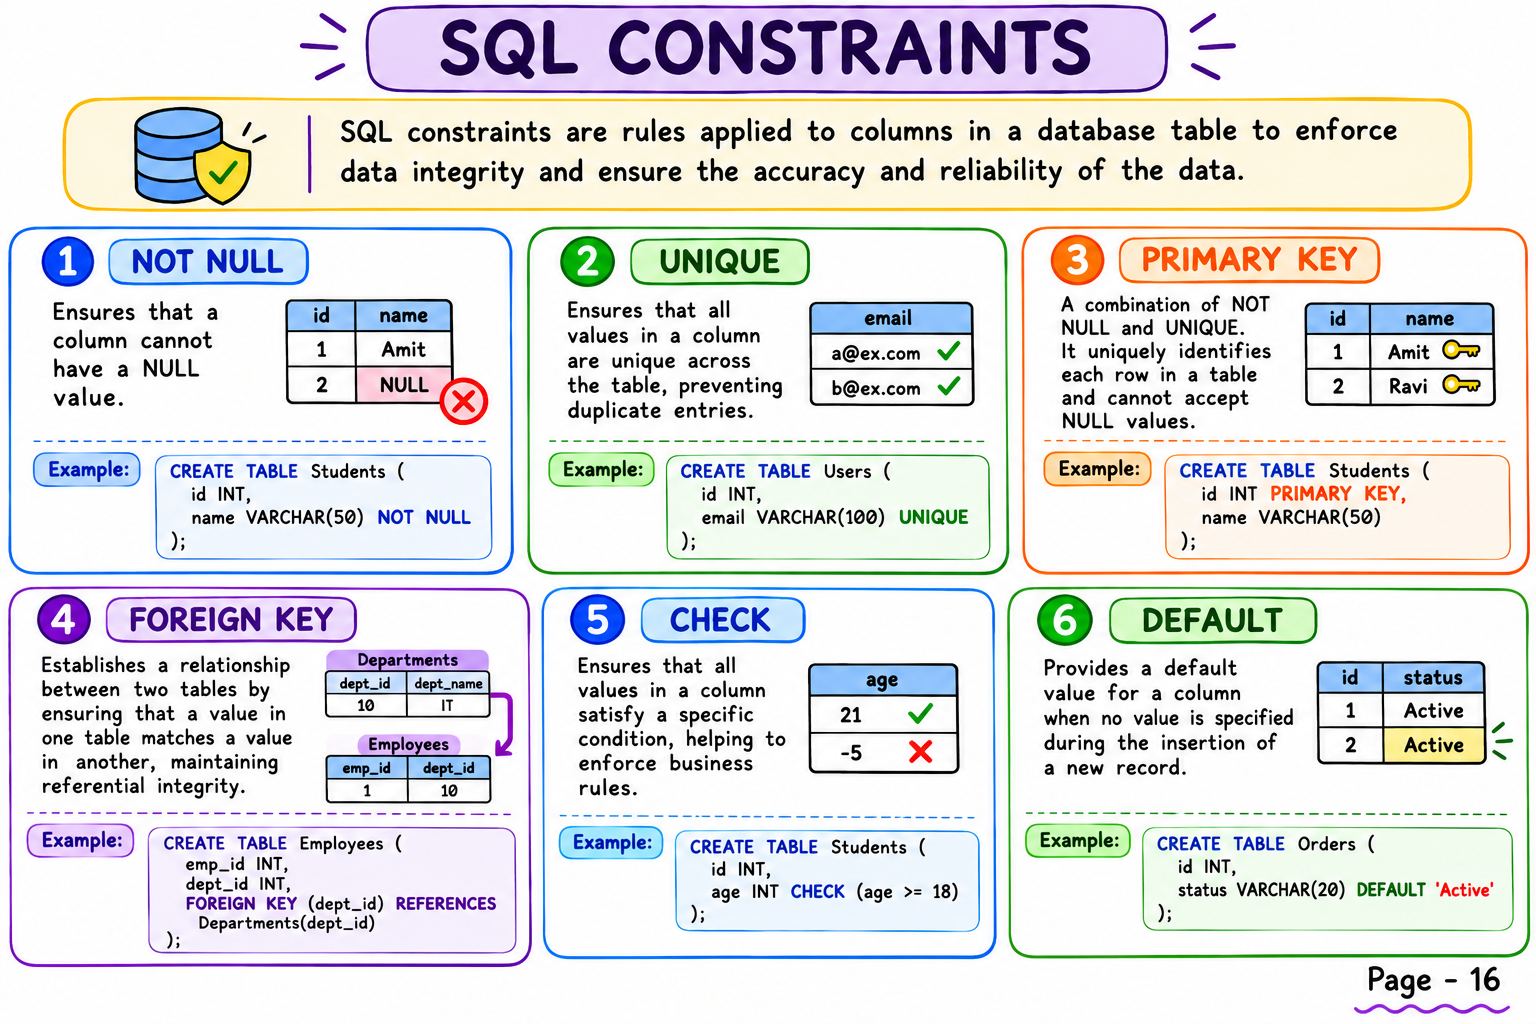 SQL CONSTRAINTS
SQL constraints are rules applied to columns in a database table to enforce
data integrity and ensure the accuracy and reliability of the data.
1 NOT NULL
Ensures that a
column cannot
have a NULL
value.
id name
1 Amit
2 NULL
Example:
CREATE TABLE Students (
id INT,
name VARCHAR(50) NOT NULL
);
2 UNIQUE
Ensures that all
values in a column
are unique across
the table, preventing
duplicate entries.
email
a@ex.com
b@ex.com
Example:
CREATE TABLE Users (
id INT,
email VARCHAR(100) UNIQUE
);
3 PRIMARY KEY
A combination of NOT
NULL and UNIQUE.
It uniquely identifies
each row in a table
and cannot accept
NULL values.
id name
1 Amit
2 Ravi
Example:
CREATE TABLE Students (
id INT PRIMARY KEY,
name VARCHAR(50)
);
4 FOREIGN KEY
Establishes a relationship
between two tables by
ensuring that a value in
one table matches a value
in another, maintaining
referential integrity.
Departments
dept_id dept_name
10 IT
Employees
emp_id dept_id
1 10
Example:
CREATE TABLE Employees (
emp_id INT,
dept_id INT,
FOREIGN KEY (dept_id) REFERENCES
Departments(dept_id)
);
5 CHECK
Ensures that all
values in a column
satisfy a specific
condition, helping to
enforce business
rules.
age
21
-5
Example:
CREATE TABLE Students (
id INT,
age INT CHECK (age >= 18)
);
6 DEFAULT
Provides a default
value for a column
when no value is specified
during the insertion of
a new record.
id status
1 Active
2 Active
Example:
CREATE TABLE Orders (
id INT,
status VARCHAR(20) DEFAULT 'Active'
);
Page - 16